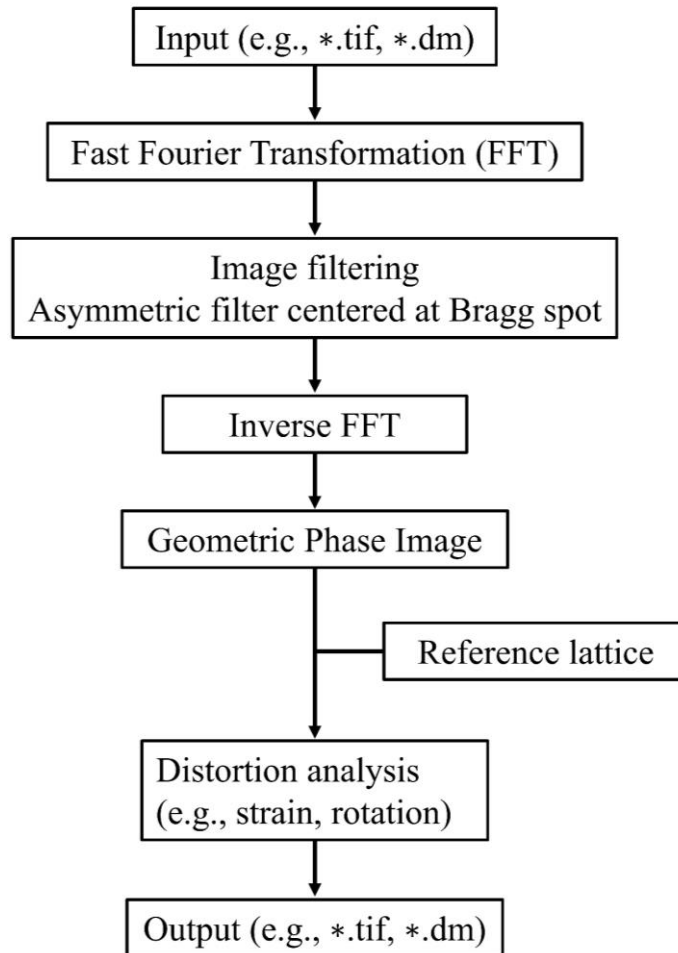 Input (e.g., *.tif, *.dm)
Fast Fourier Transformation (FFT)
Image filtering
Asymmetric filter centered at Bragg spot
Inverse FFT
Geometric Phase Image
Reference lattice
Distortion analysis
(e.g., strain, rotation)
Output (e.g., *.tif, *.dm)